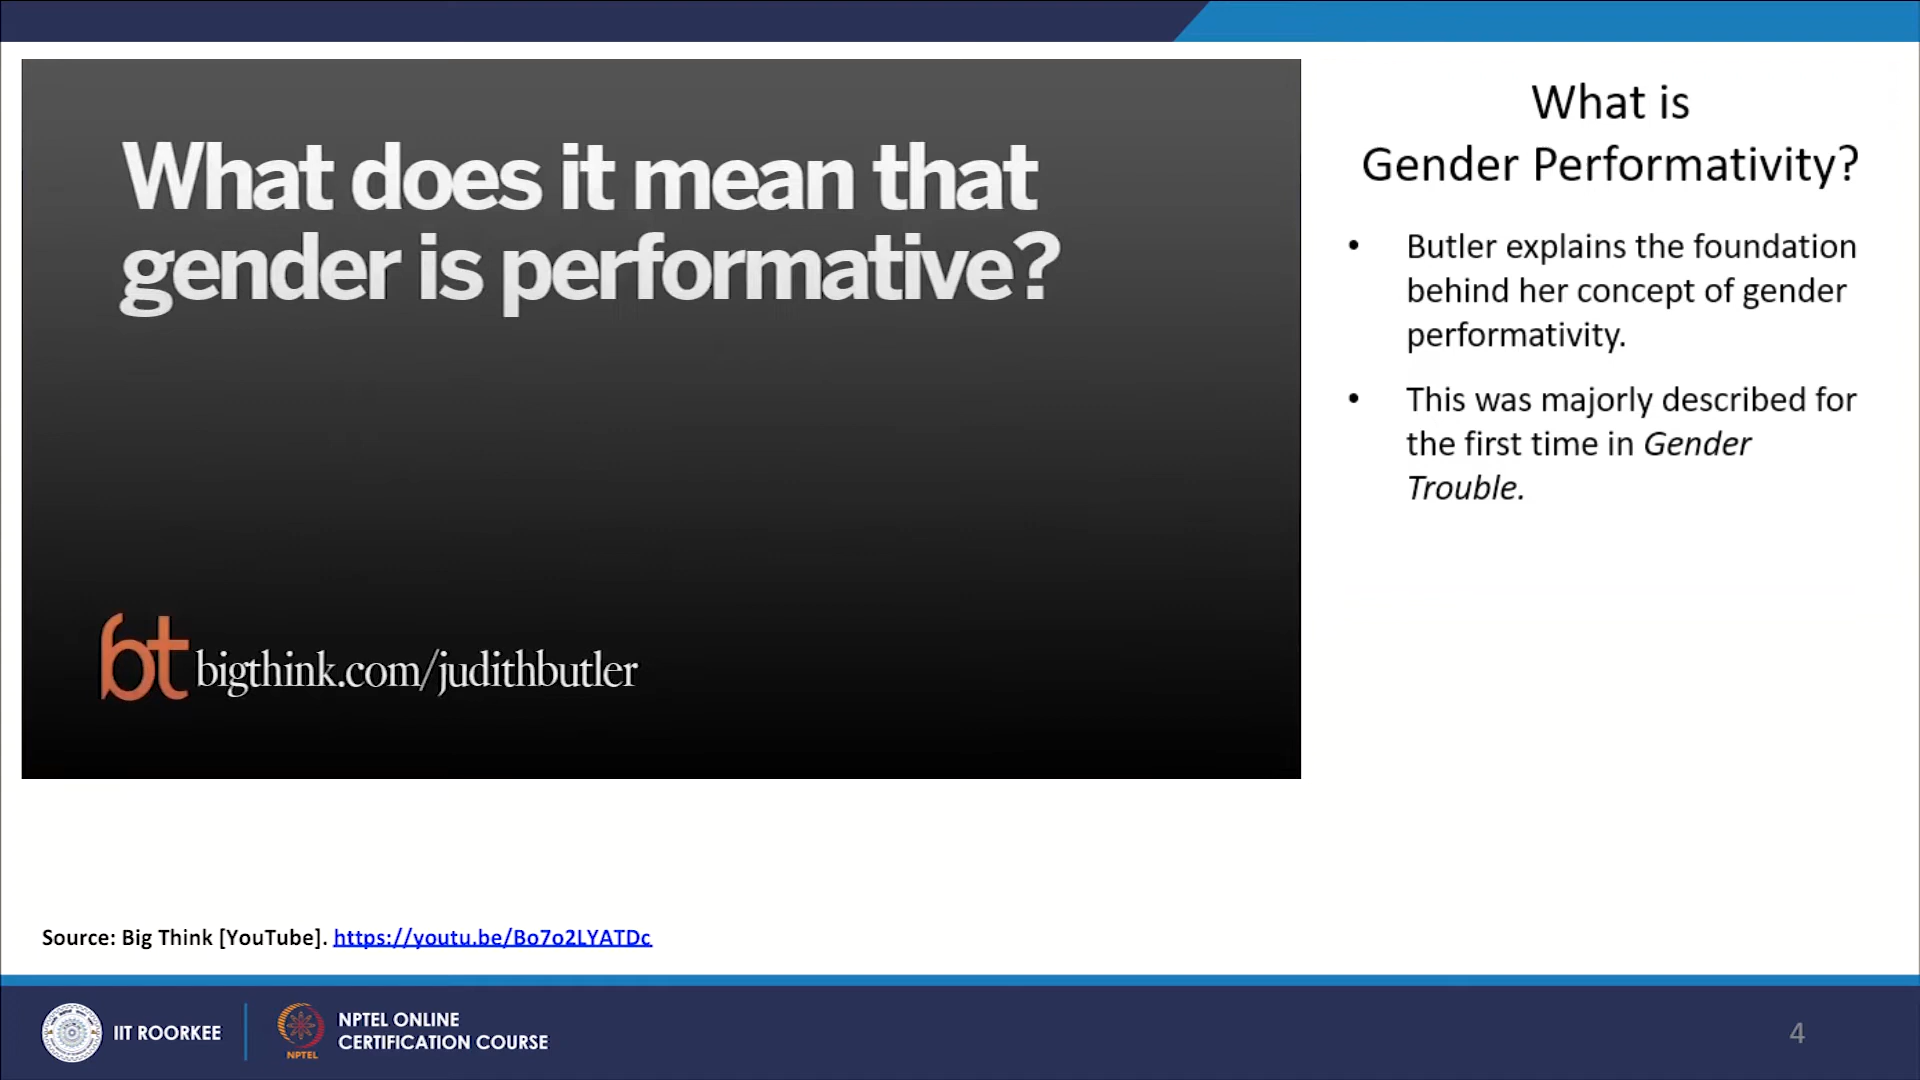 What does it mean that
gender is performative?
bt bigthink.com/judithbutler
What is
Gender Performativity?
• Butler explains the foundation
behind her concept of gender
performativity.
• This was majorly described for
the first time in Gender
Trouble.
Source: Big Think [YouTube]. https://youtu.be/Bo7o2LYATDc
IIT ROORKEE
NPTEL
NPTEL ONLINE
CERTIFICATION COURSE
4